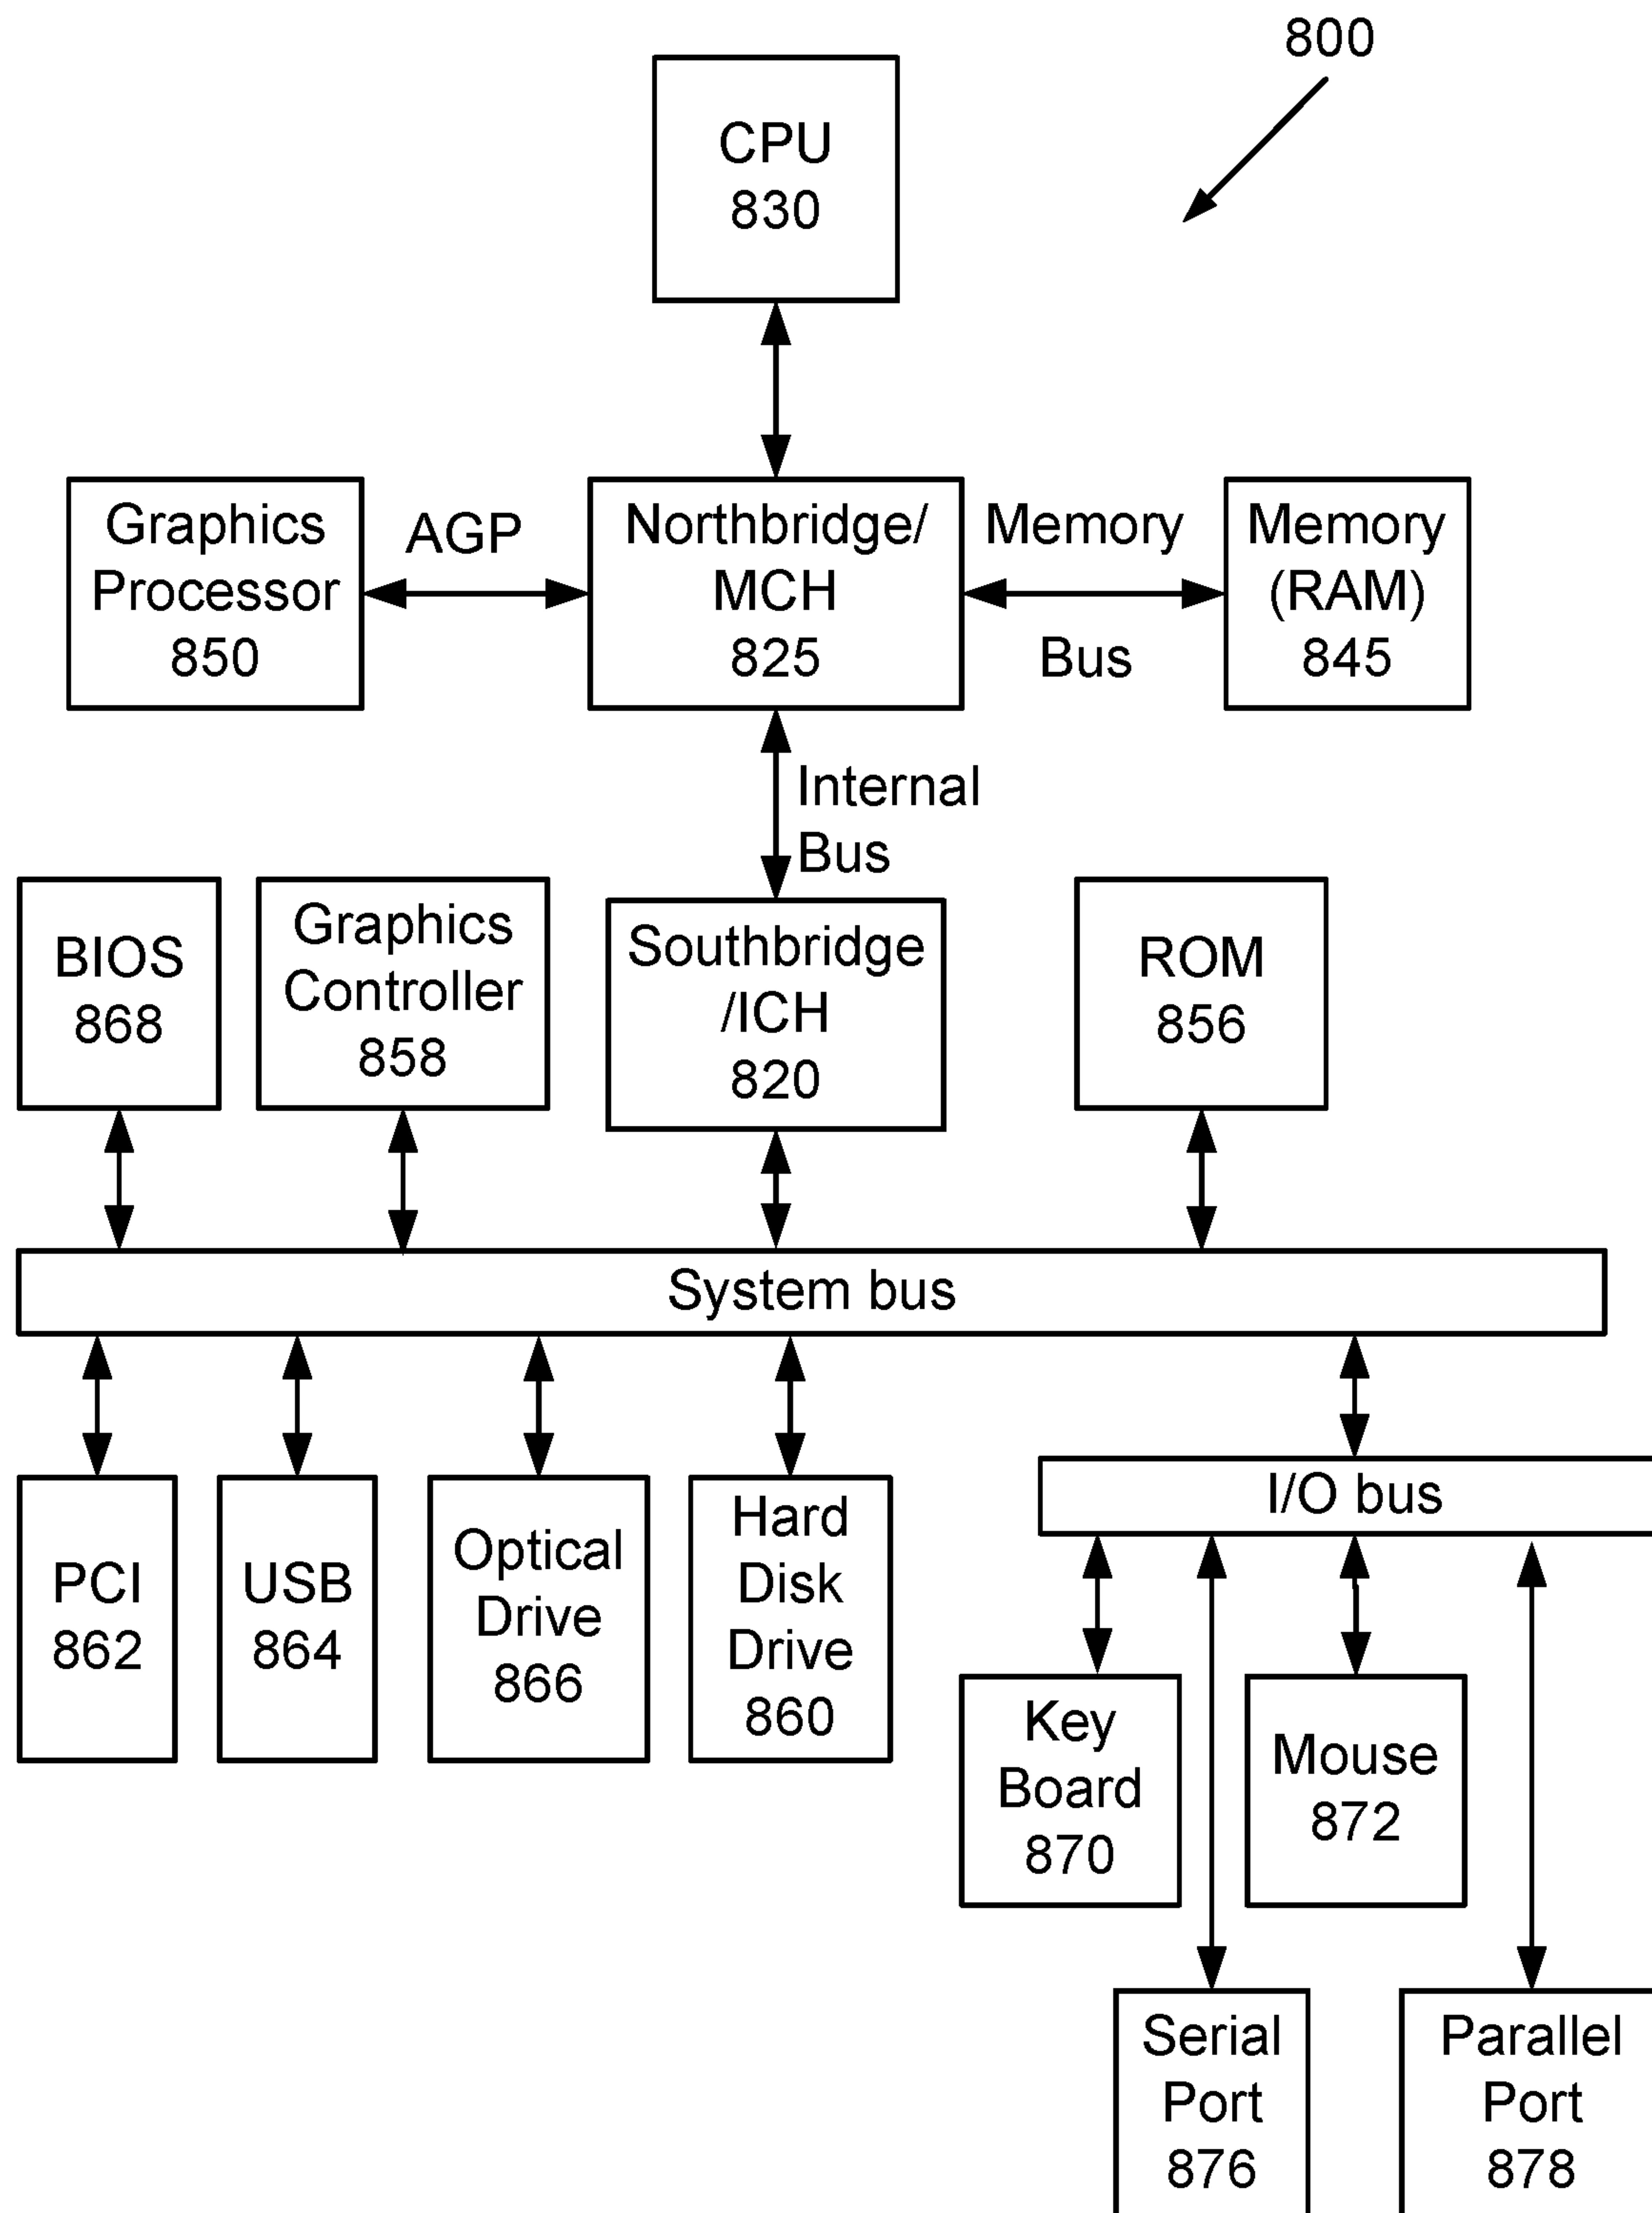 800
CPU
830
Graphics
Processor
850
AGP
Northbridge/
MCH
825
Memory
Bus
Memory
(RAM)
845
Internal
Bus
BIOS
868
Graphics
Controller
858
Southbridge
/ICH
820
ROM
856
System bus
PCI
862
USB
864
Optical
Drive
866
Hard
Disk
Drive
860
I/O bus
Key
Board
870
Mouse
872
Serial
Port
876
Parallel
Port
878